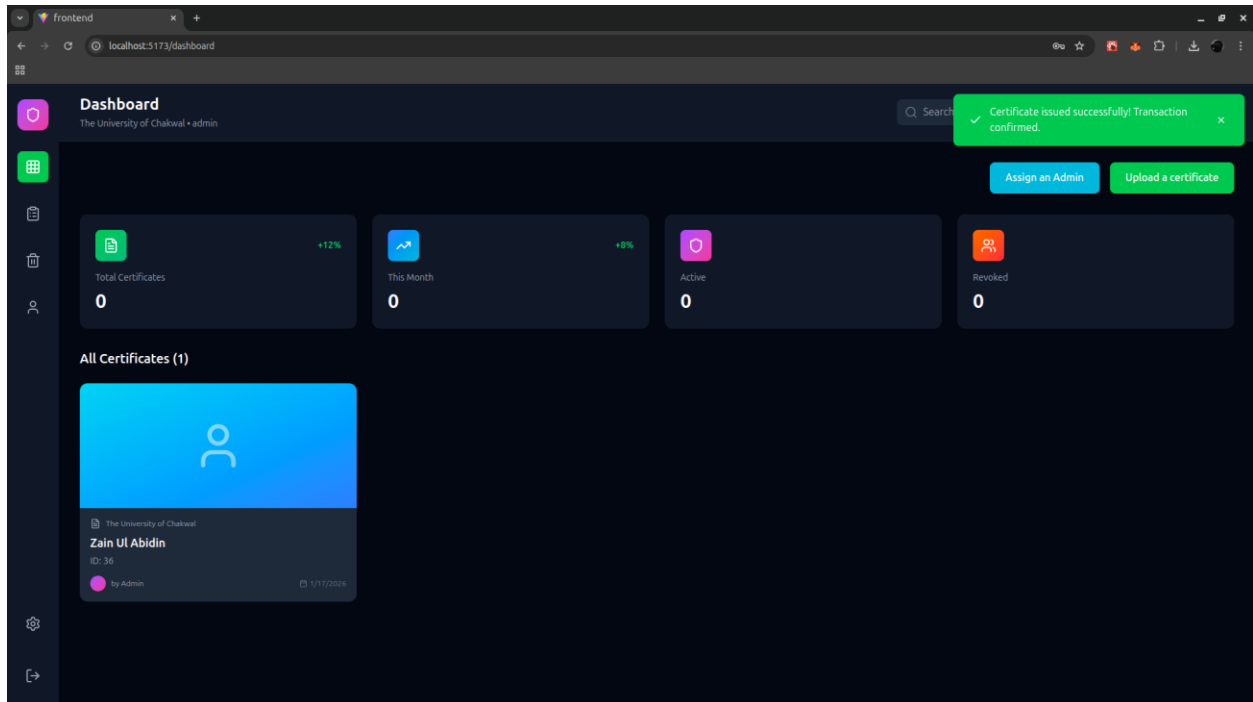 frontend
localhost:5173/dashboard
Dashboard
The University of Chakwal • admin
Search
Certificate issued successfully! Transaction
confirmed.
Assign an Admin
Upload a certificate
+12%
Total Certificates
0
+8%
This Month
0
Active
0
Revoked
0
All Certificates (1)
The University of Chakwal
Zain Ul Abidin
ID: 36
by Admin
1/17/2026